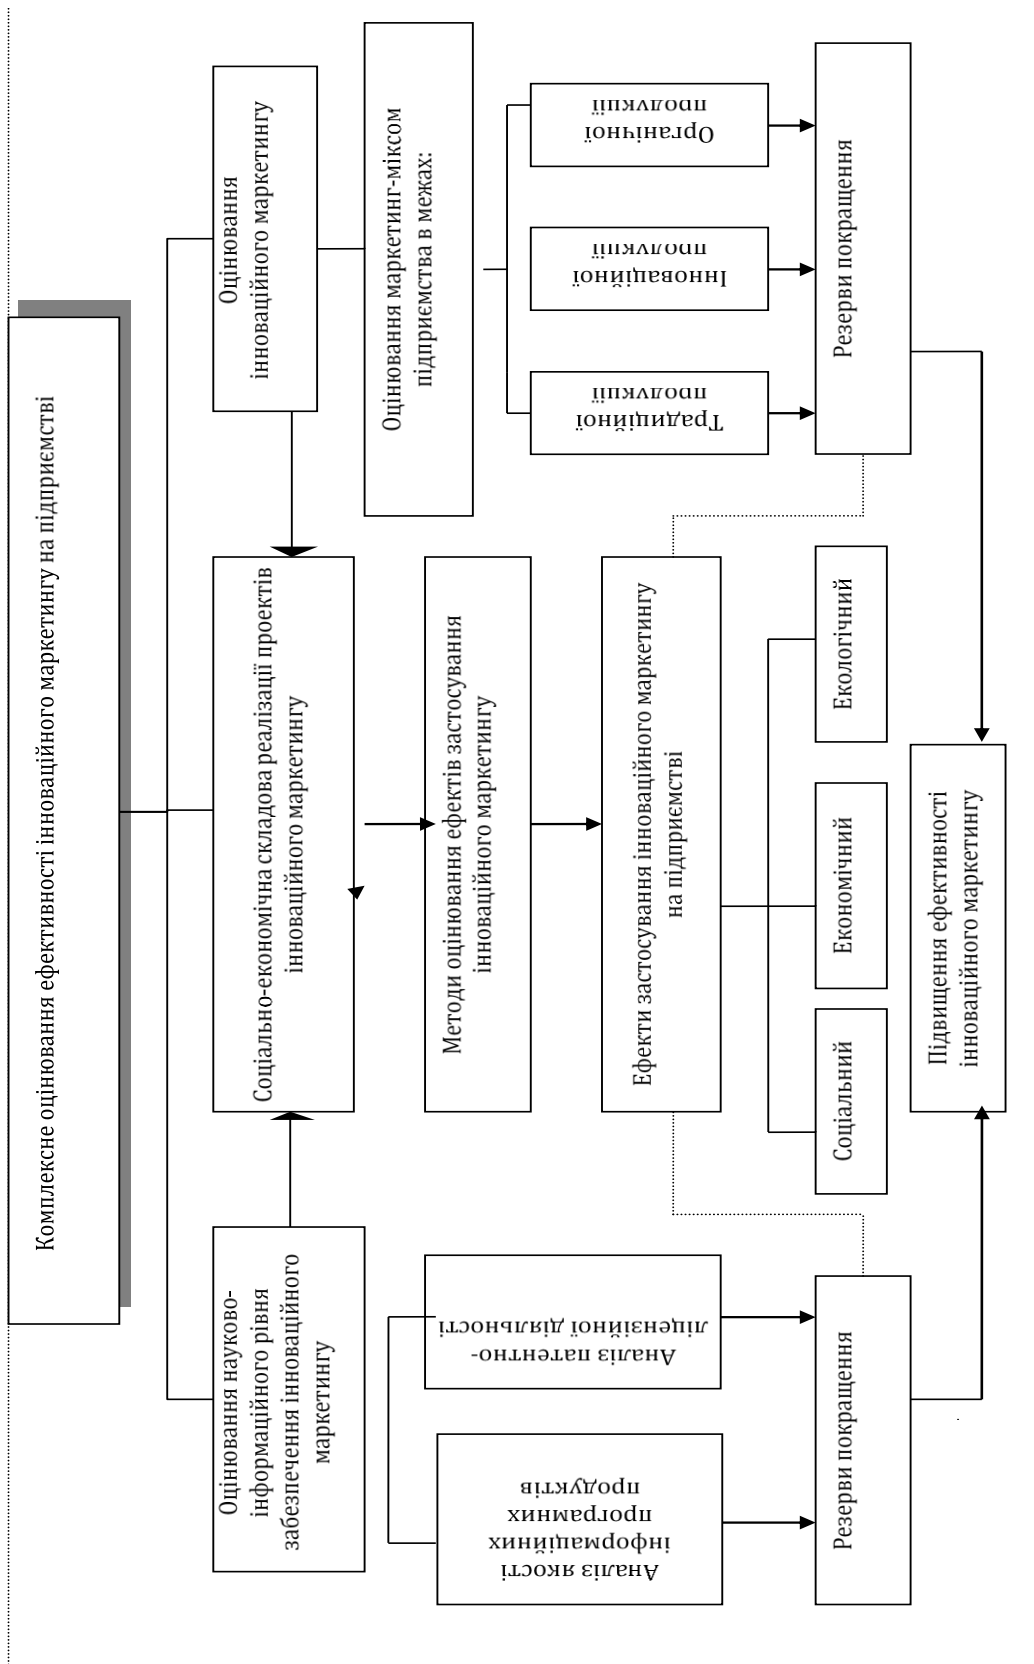 Комплексне оцінювання ефективності інноваційного маркетингу на підприємстві
Оцінювання науково-
інформаційного рівня
забезпечення інноваційного
маркетингу
Соціально-економічна складова реалізації проектів
інноваційного маркетингу
Оцінювання
інноваційного маркетингу
Оцінювання маркетинг-міксом
підприємства в межах:
Аналіз якості
інформаційних
програмних
продуктів
Аналіз патентно-
ліцензійної діяльності
Методи оцінювання ефектів застосування
інноваційного маркетингу
Традиційної
продукції
Інноваційної
продукції
Органічної
продукції
Ефекти застосування інноваційного маркетингу
на підприємстві
Резерви покращення
Соціальний
Економічний
Екологічний
Резерви покращення
Підвищення ефективності
інноваційного маркетингу